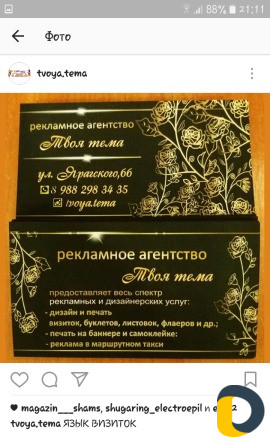 88% 21:11
Фото
tvoya.tema
рекламное агентство
Твоя тема
ул. Ярагского,66
8 988 298 34 35
tvoya.tema
рекламное агентство
Твоя тема
предоставляет весь спектр
рекламных и дизайнерских услуг:
- дизайн и печать
визиток, буклетов, листовок, флаеров и др.;
- печать на баннере и самоклейке:
- реклама в маршрутном такси
magazin___shams, shugaring_electroepil и
tvoya.tema ЯЗЫК ВИЗИТОК